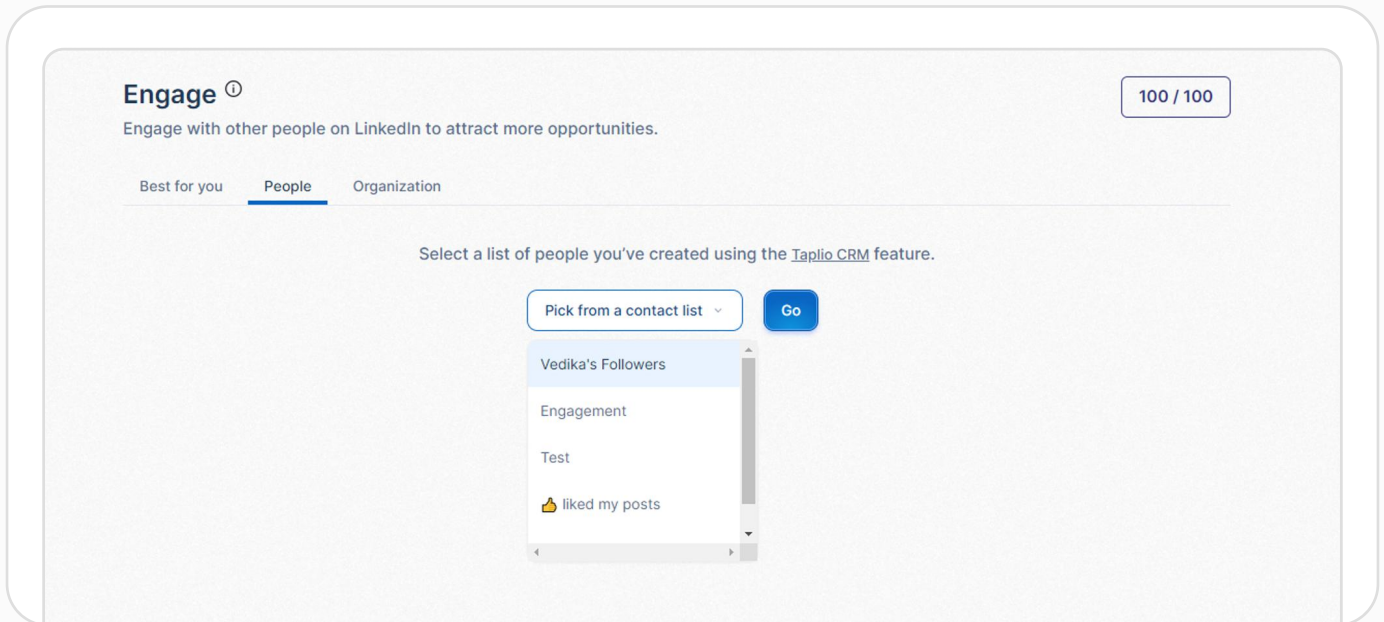 Engage
100 / 100
Engage with other people on LinkedIn to attract more opportunities.
Best for you People Organization
Select a list of people you’ve created using the Taplio CRM feature.
Pick from a contact list Go
Vedika's Followers
Engagement
Test
👍 liked my posts